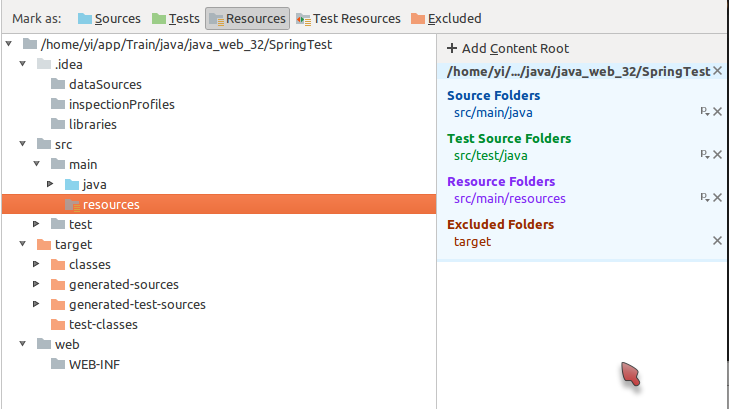 Mark as: Sources Tests Resources Test Resources Excluded
/home/yi/app/Train/java/java_web_32/SpringTest
.idea
dataSources
inspectionProfiles
libraries
src
main
java
resources
test
target
classes
generated-sources
generated-test-sources
test-classes
web
WEB-INF
+ Add Content Root
/home/yi/.../java/java_web_32/SpringTest
Source Folders
src/main/java
Test Source Folders
src/test/java
Resource Folders
src/main/resources
Excluded Folders
target